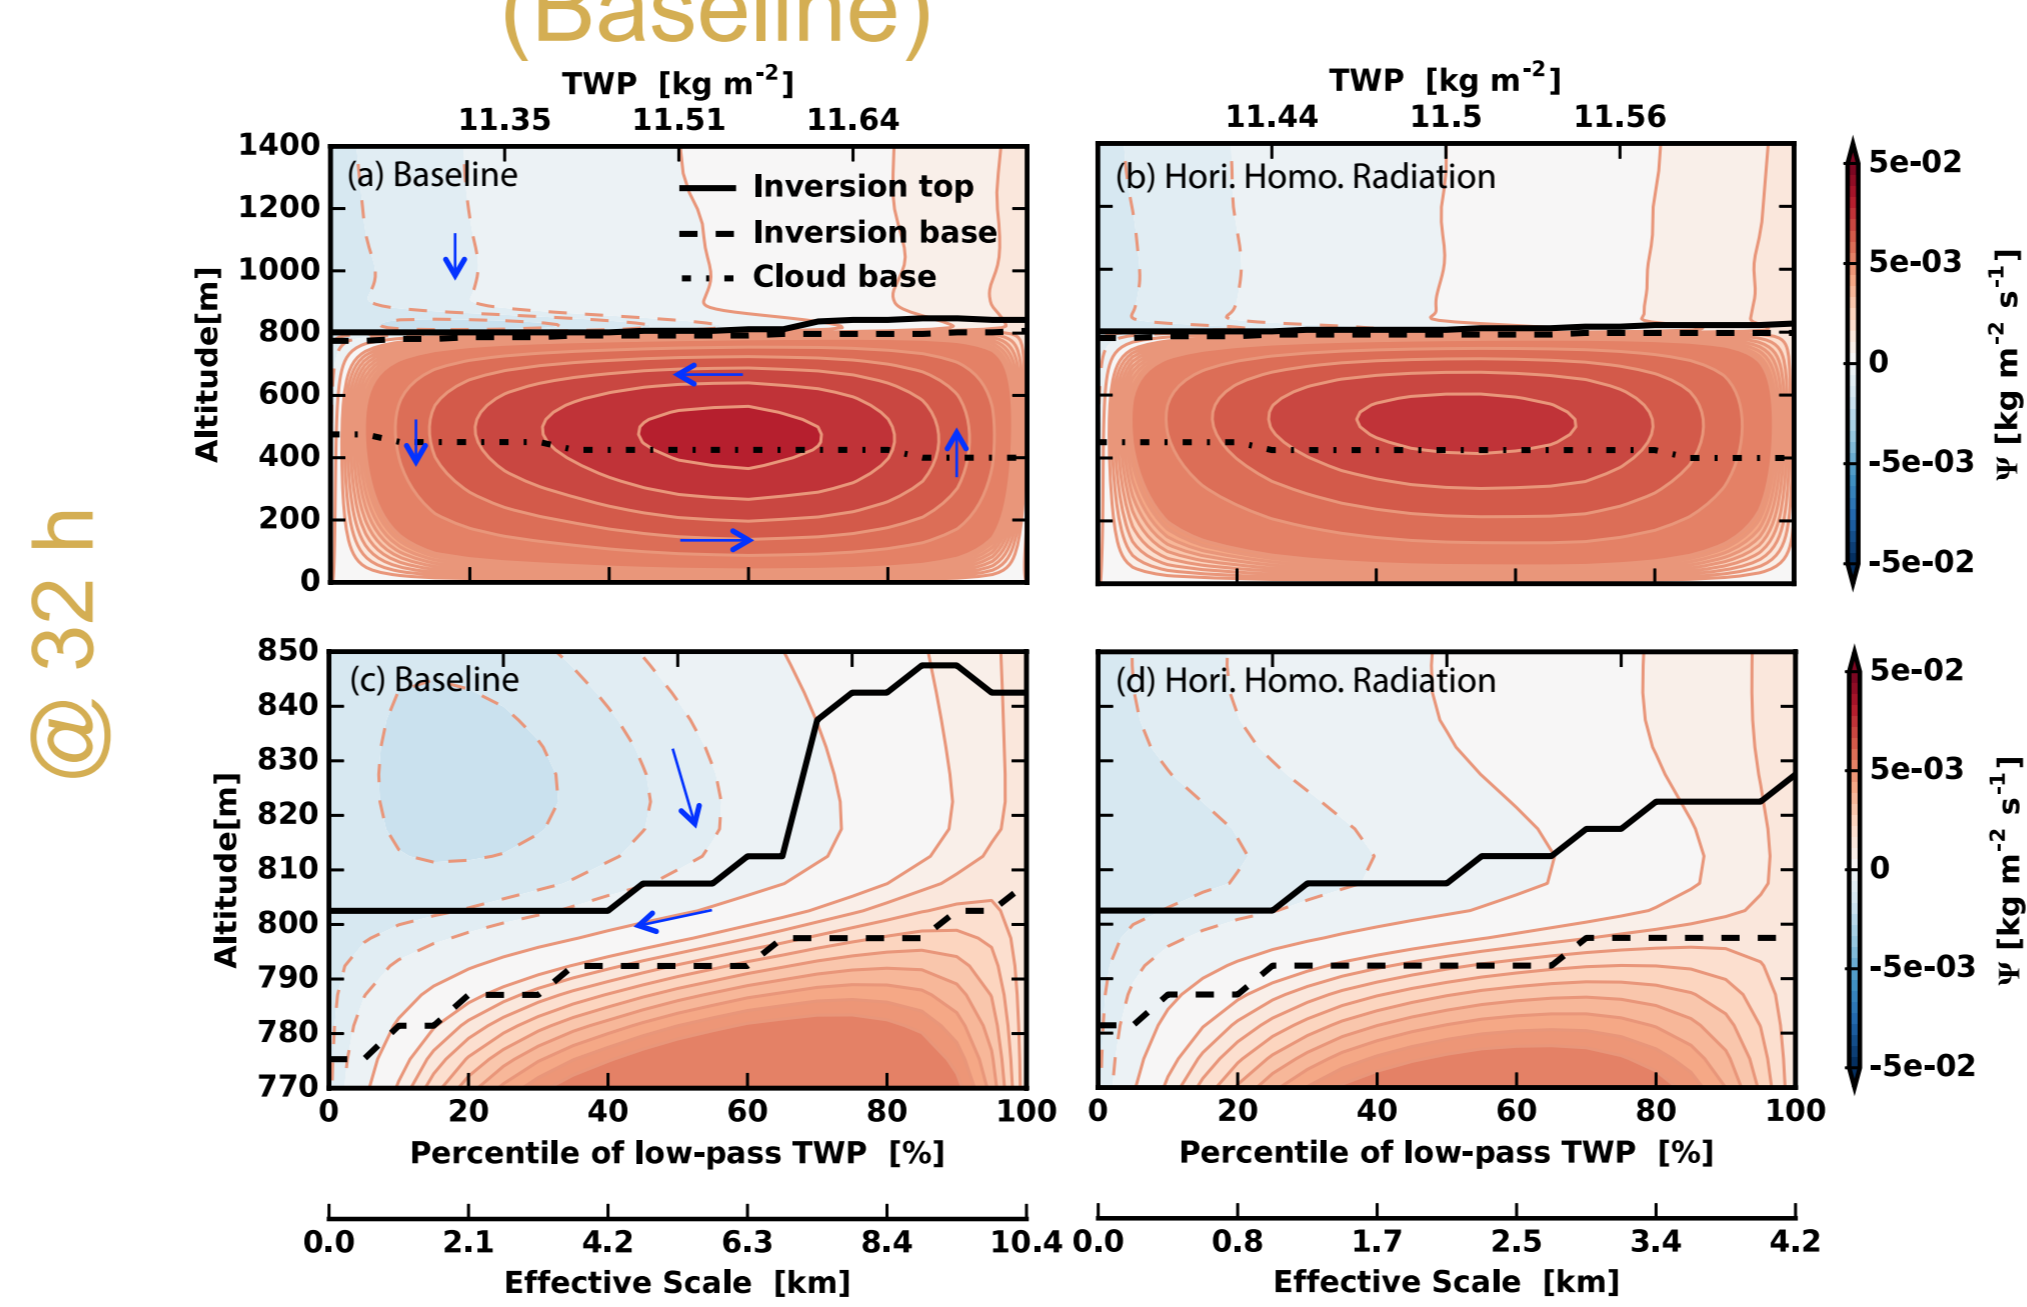 (Baseline)
@ 32 h
TWP [kg m-2]
11.35 11.51 11.64
TWP [kg m-2]
11.44 11.5 11.56
(a) Baseline
Inversion top
Inversion base
Cloud base
(b) Hori. Homo. Radiation
1400
1200
1000
800
600
400
200
0
Altitude[m]
5e-02
5e-03
0
-5e-03
-5e-02
Ψ [kg m-2 s-1]
(c) Baseline
(d) Hori. Homo. Radiation
850
840
830
820
810
800
790
780
770
Altitude[m]
5e-02
5e-03
0
-5e-03
-5e-02
Ψ [kg m-2 s-1]
0 20 40 60 80 100
Percentile of low-pass TWP [%]
0 20 40 60 80 100
Percentile of low-pass TWP [%]
0.0 2.1 4.2 6.3 8.4 10.4
Effective Scale [km]
0.0 0.8 1.7 2.5 3.4 4.2
Effective Scale [km]